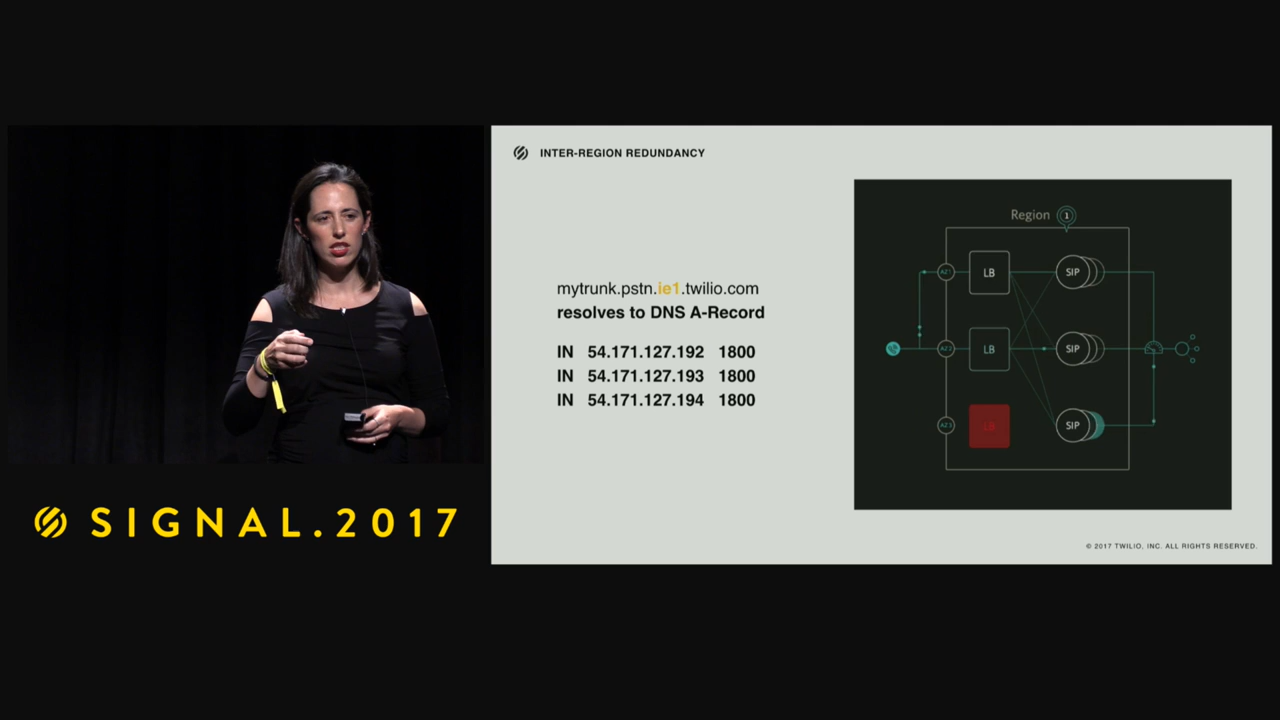 INTER-REGION REDUNDANCY
mytrunk.pstn.ie1.twilio.com
resolves to DNS A-Record
IN 54.171.127.192 1800
IN 54.171.127.193 1800
IN 54.171.127.194 1800
Region 1
AZ1 LB SIP
AZ2 LB SIP
AZ3 LB SIP
SIGNAL.2017
© 2017 TWILIO, INC. ALL RIGHTS RESERVED.